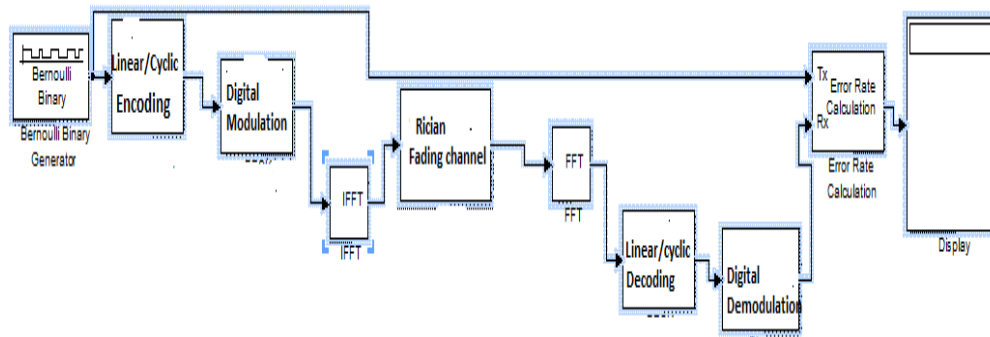 Bernoulli
Binary
Bernoulli Binary
Generator
Linear/Cyclic
Encoding
Digital
Modulation
IFFT
IFFT
Rician
Fading channel
FFT
FFT
Linear/cyclic
Decoding
Digital
Demodulation
Tx
Error Rate
Calculation
Rx
Error Rate
Calculation
Display